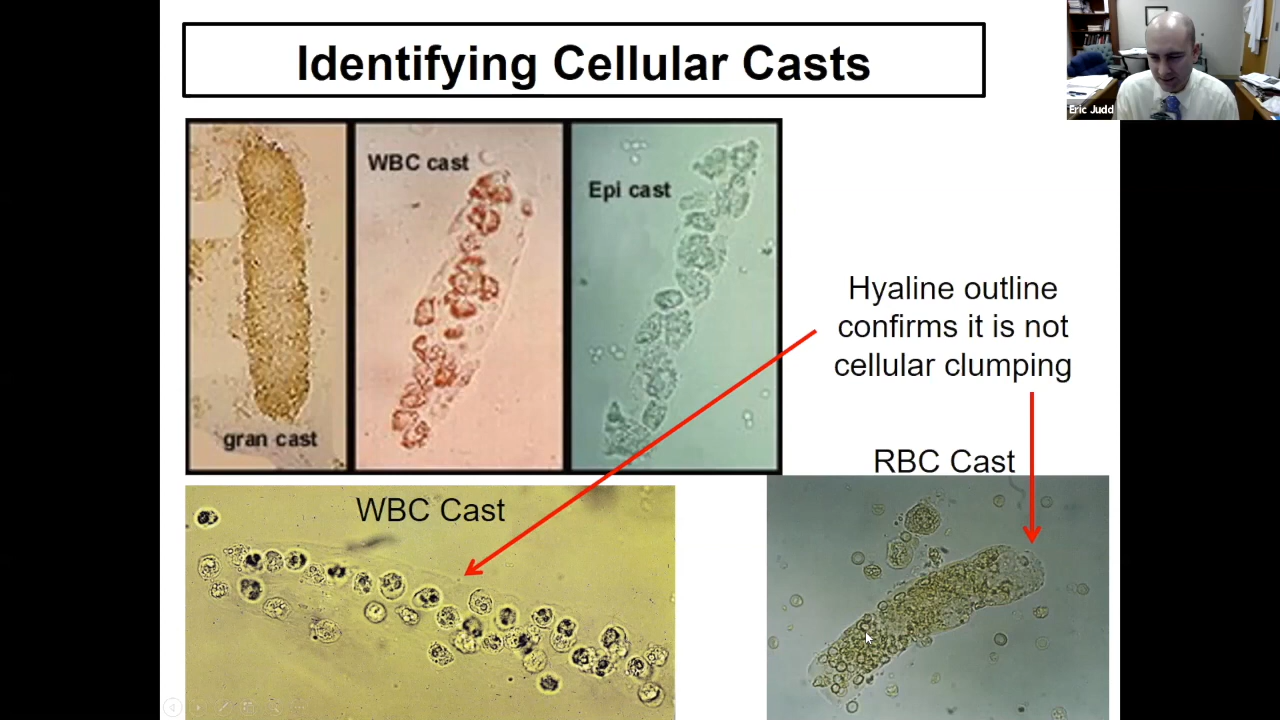 Identifying Cellular Casts
Eric Judd
WBC cast
Epi cast
gran cast
Hyaline outline
confirms it is not
cellular clumping
RBC Cast
WBC Cast